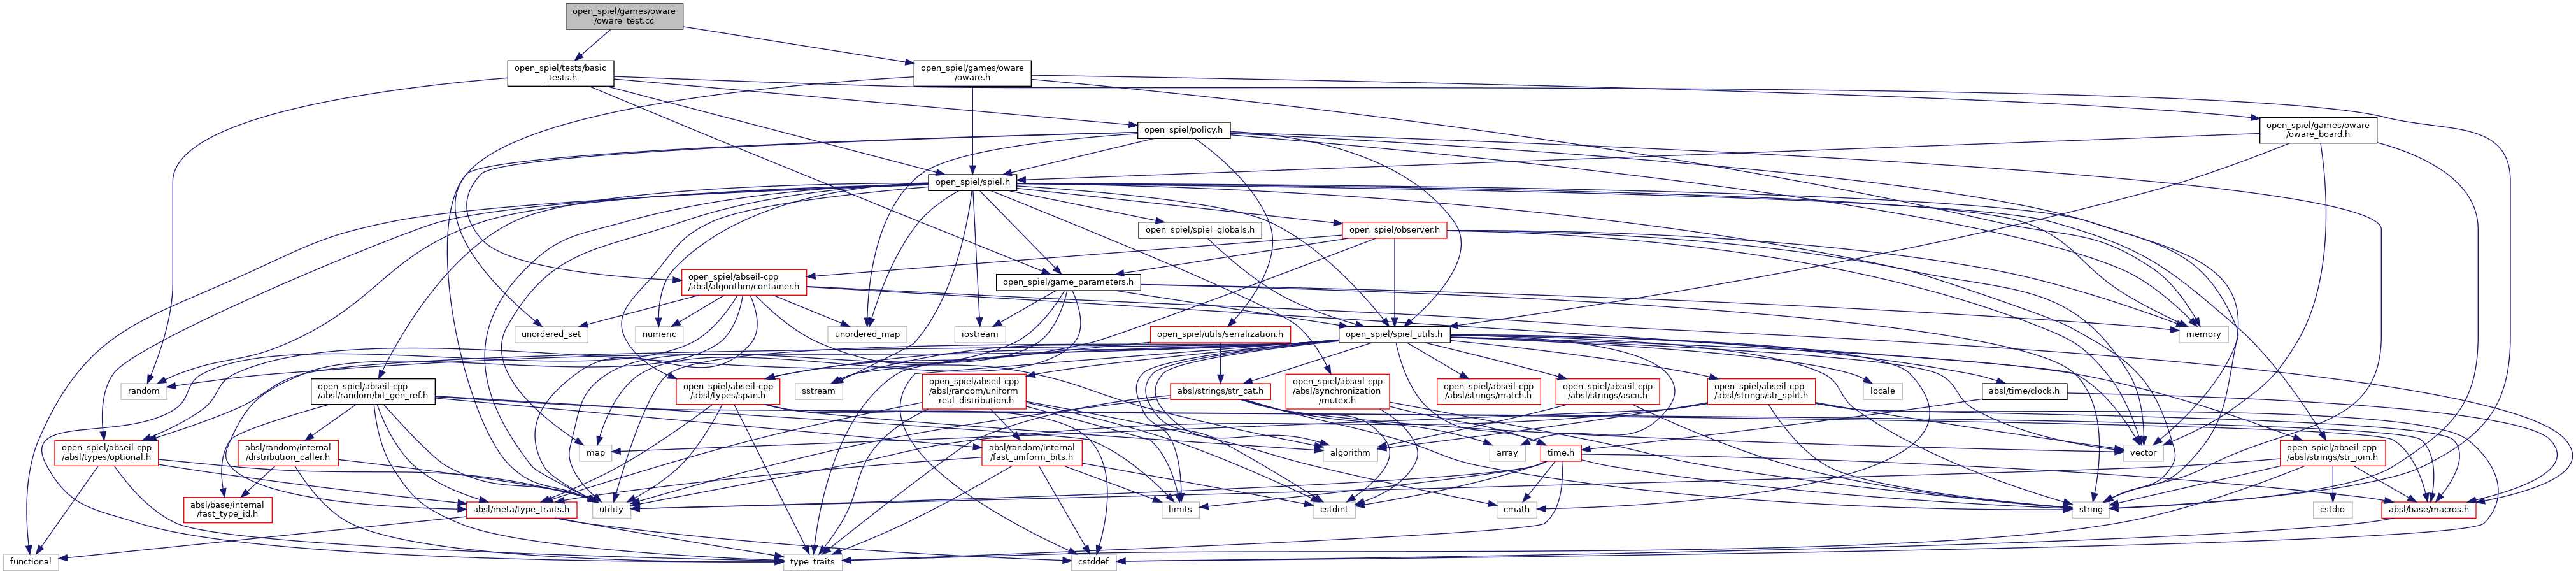 open_spiel/games/oware
/oware_test.cc
open_spiel/tests/basic
_tests.h
open_spiel/games/oware
/oware.h
open_spiel/policy.h
open_spiel/games/oware
/oware_board.h
open_spiel/spiel.h
open_spiel/spiel_globals.h
open_spiel/observer.h
open_spiel/abseil-cpp
/absl/algorithm/container.h
open_spiel/game_parameters.h
unordered_set
numeric
unordered_map
iostream
open_spiel/utils/serialization.h
open_spiel/spiel_utils.h
memory
random
open_spiel/abseil-cpp
/absl/random/bit_gen_ref.h
open_spiel/abseil-cpp
/absl/types/span.h
sstream
open_spiel/abseil-cpp
/absl/random/uniform
_real_distribution.h
absl/strings/str_cat.h
open_spiel/abseil-cpp
/absl/synchronization
/mutex.h
open_spiel/abseil-cpp
/absl/strings/match.h
open_spiel/abseil-cpp
/absl/strings/ascii.h
open_spiel/abseil-cpp
/absl/strings/str_split.h
locale
absl/time/clock.h
open_spiel/abseil-cpp
/absl/types/optional.h
absl/random/internal
/distribution_caller.h
map
absl/random/internal
/fast_uniform_bits.h
algorithm
array
time.h
vector
open_spiel/abseil-cpp
/absl/strings/str_join.h
absl/base/internal
/fast_type_id.h
absl/meta/type_traits.h
utility
limits
cstdint
cmath
string
cstdio
absl/base/macros.h
functional
type_traits
cstddef